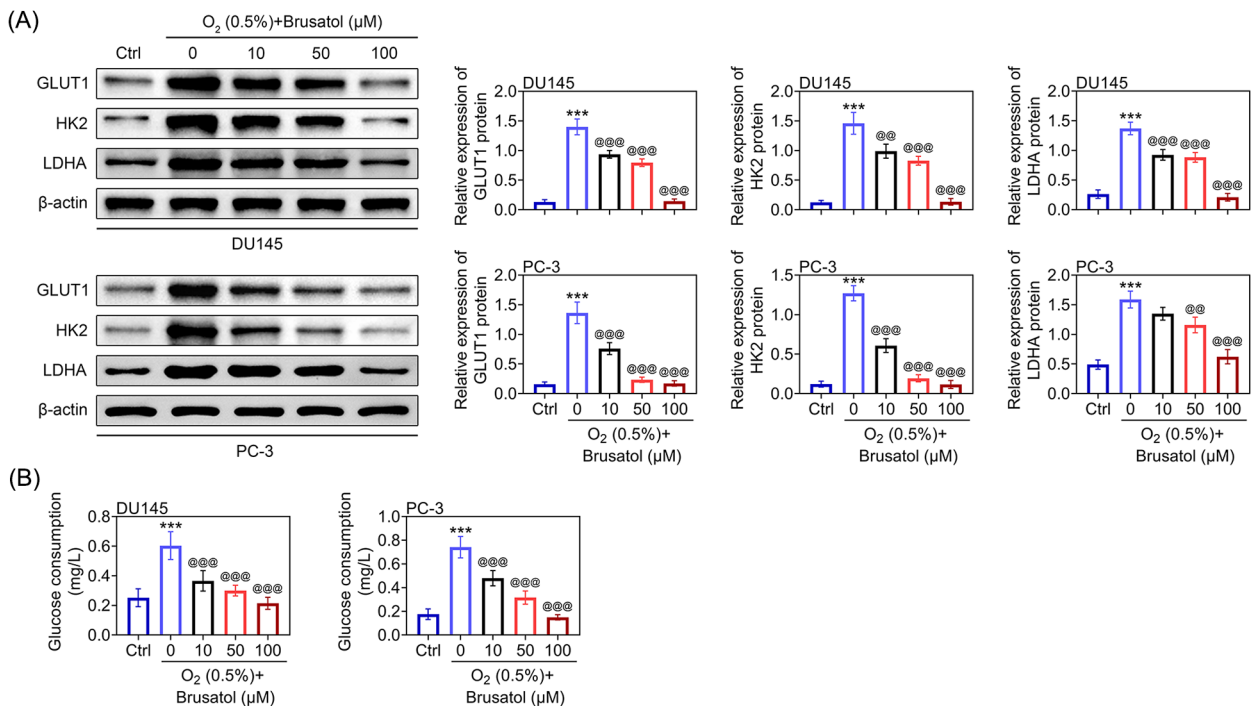 (A)
O2 (0.5%)+Brusatol (μM)
Ctrl 0 10 50 100
GLUT1
HK2
LDHA
β-actin
DU145
GLUT1
HK2
LDHA
β-actin
PC-3
DU145
Relative expression of
GLUT1 protein
2.0
1.5
1.0
0.5
0.0
*** @@@ @@@ @@@
DU145
Relative expression of
HK2 protein
2.0
1.5
1.0
0.5
0.0
*** @@ @@@ @@@
DU145
Relative expression of
LDHA protein
2.0
1.5
1.0
0.5
0.0
*** @@@ @@@ @@@
PC-3
Relative expression of
GLUT1 protein
2.0
1.5
1.0
0.5
0.0
*** @@@ @@@ @@@
Ctrl 0 10 50 100
O2 (0.5%)+
Brusatol (μM)
PC-3
Relative expression of
HK2 protein
1.5
1.0
0.5
0.0
*** @@@ @@@ @@@
Ctrl 0 10 50 100
O2 (0.5%)+
Brusatol (μM)
PC-3
Relative expression of
LDHA protein
2.0
1.5
1.0
0.5
0.0
*** @@ @@@
Ctrl 0 10 50 100
O2 (0.5%)+
Brusatol (μM)
(B)
DU145
Glucose consumption
(mg/L)
0.8
0.6
0.4
0.2
0.0
*** @@@ @@@ @@@
Ctrl 0 10 50 100
O2 (0.5%)+
Brusatol (μM)
PC-3
Glucose consumption
(mg/L)
1.0
0.8
0.6
0.4
0.2
0.0
*** @@@ @@@ @@@
Ctrl 0 10 50 100
O2 (0.5%)+
Brusatol (μM)